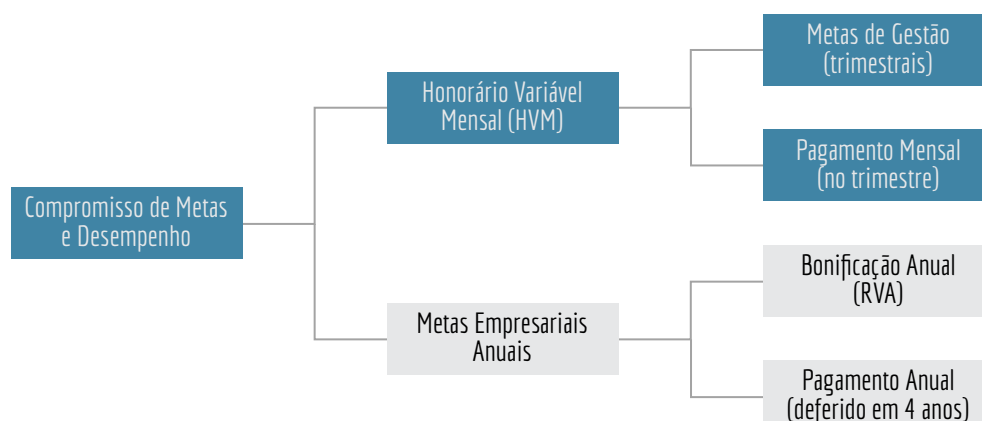 Compromisso de Metas
e Desempenho
Honorário Variável
Mensal (HVM)
Metas de Gestão
(trimestrais)
Pagamento Mensal
(no trimestre)
Metas Empresariais
Anuais
Bonificação Anual
(RVA)
Pagamento Anual
(deferido em 4 anos)